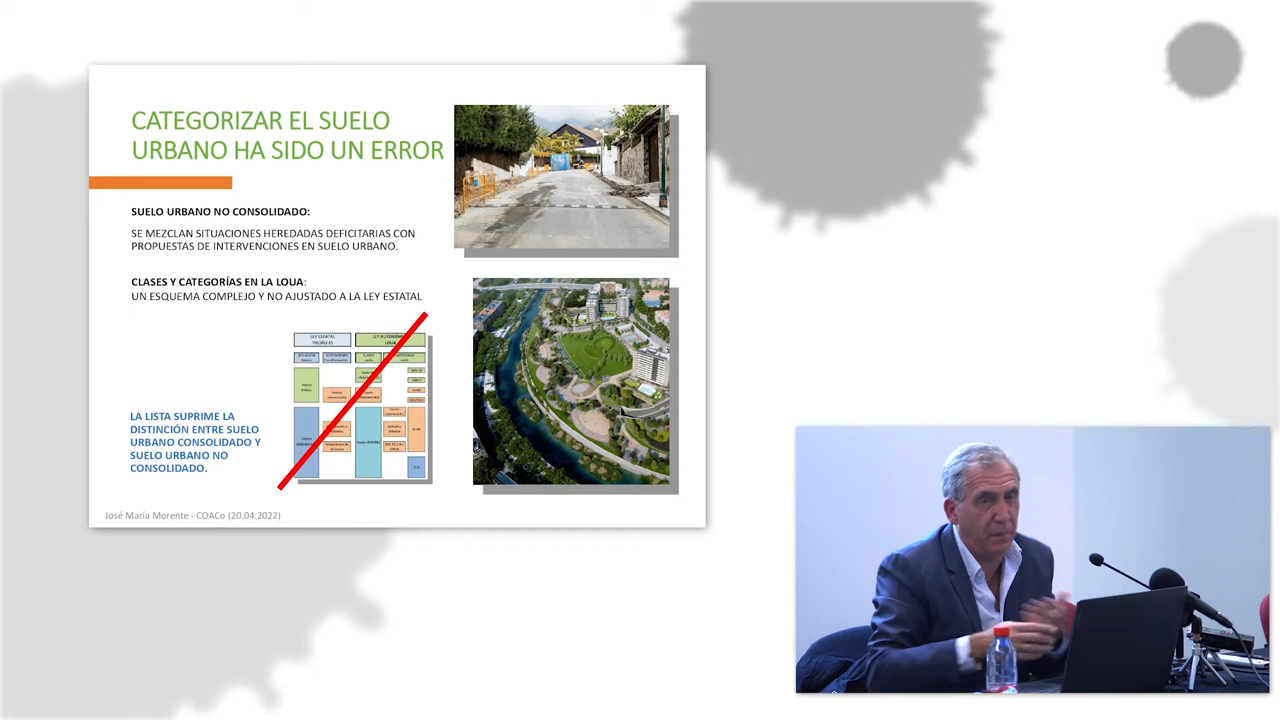 CATEGORIZAR EL SUELO
URBANO HA SIDO UN ERROR
SUELO URBANO NO CONSOLIDADO:
SE MEZCLAN SITUACIONES HEREDADAS DEFICITARIAS CON
PROPUESTAS DE INTERVENCIONES EN SUELO URBANO.
CLASES Y CATEGORÍAS EN LA LOUA:
UN ESQUEMA COMPLEJO Y NO AJUSTADO A LA LEY ESTATAL
LEY ESTATAL
LOUA
LA LISTA SUPRIME LA
DISTINCIÓN ENTRE SUELO
URBANO CONSOLIDADO Y
SUELO URBANO NO
CONSOLIDADO.
José María Morente - COACo (20.04.2022)